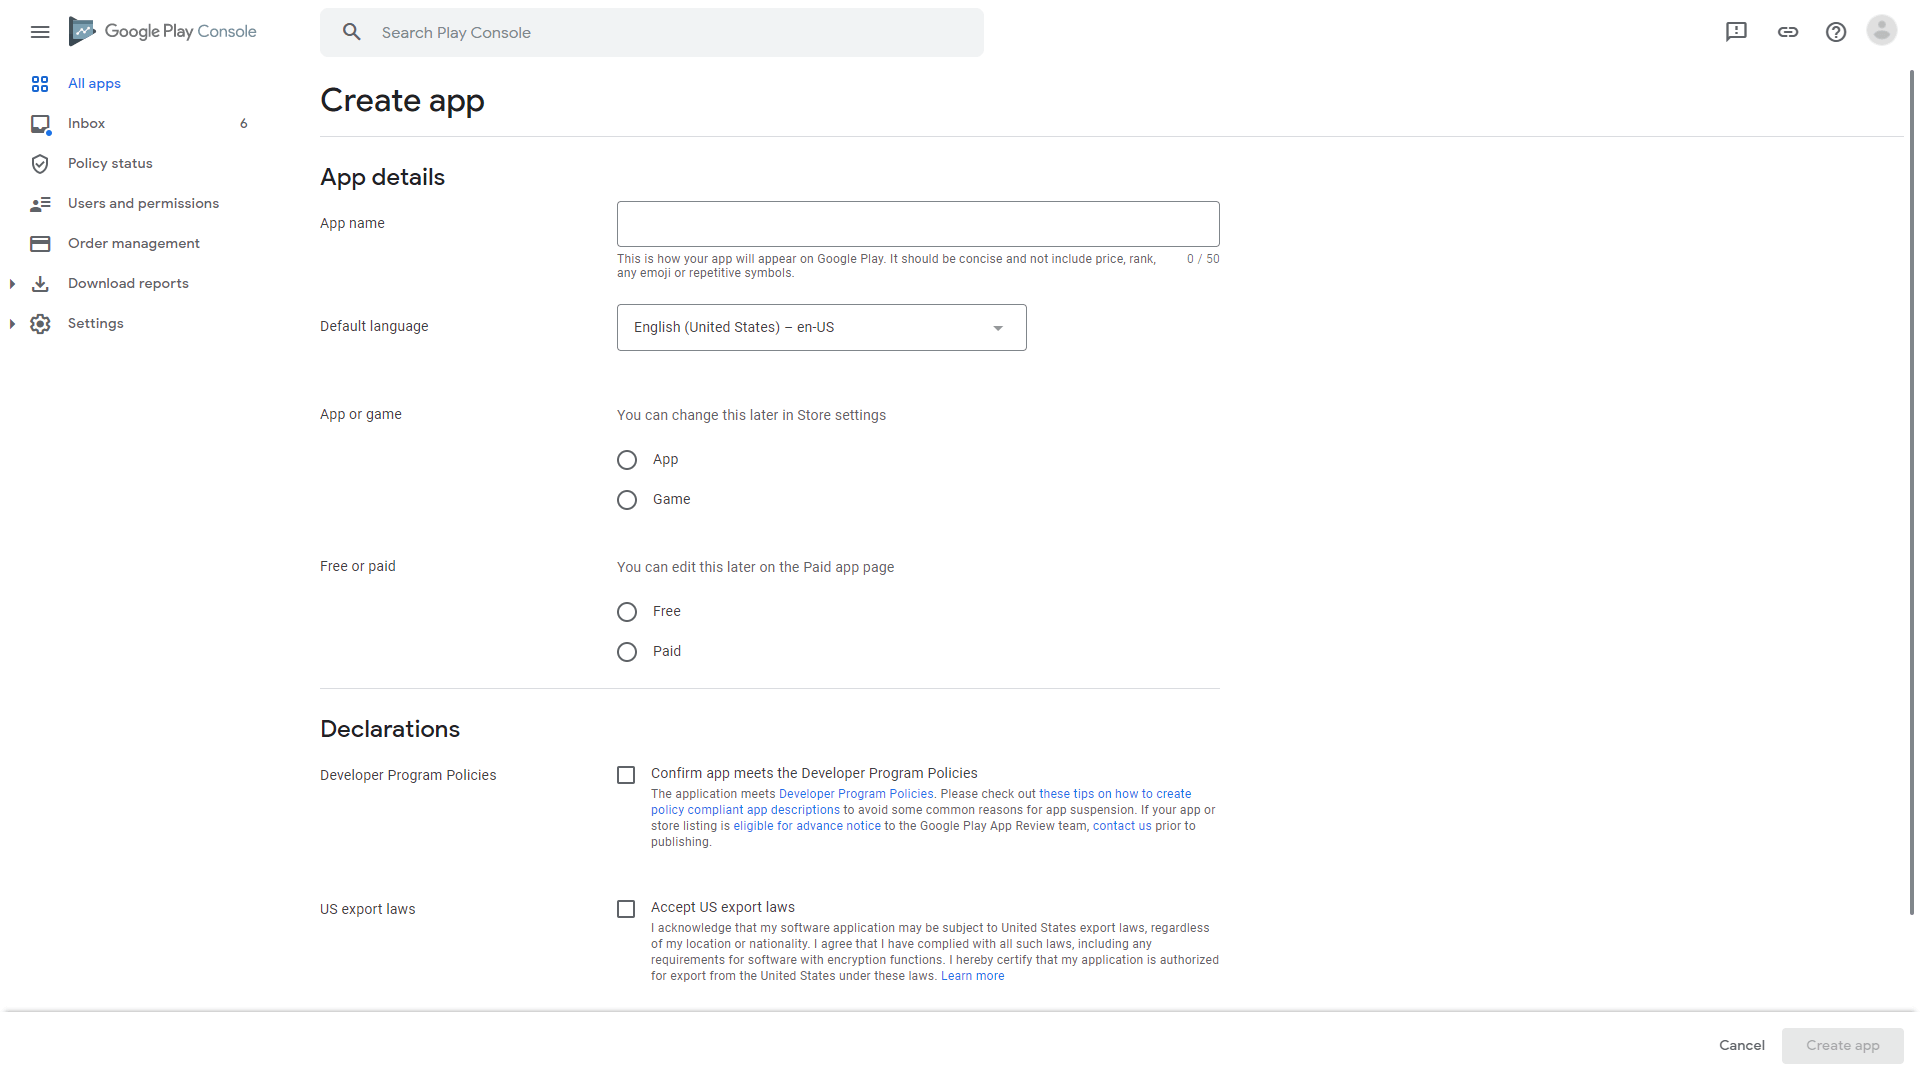 Google Play Console
Search Play Console
All apps
Inbox 6
Policy status
Users and permissions
Order management
Download reports
Settings
Create app
App details
App name
This is how your app will appear on Google Play. It should be concise and not include price, rank, 0 / 50
any emoji or repetitive symbols.
Default language
English (United States) – en-US
App or game
You can change this later in Store settings
App
Game
Free or paid
You can edit this later on the Paid app page
Free
Paid
Declarations
Developer Program Policies
Confirm app meets the Developer Program Policies
The application meets Developer Program Policies. Please check out these tips on how to create
policy compliant app descriptions to avoid some common reasons for app suspension. If your app or
store listing is eligible for advance notice to the Google Play App Review team, contact us prior to
publishing.
US export laws
Accept US export laws
I acknowledge that my software application may be subject to United States export laws, regardless
of my location or nationality. I agree that I have complied with all such laws, including any
requirements for software with encryption functions. I hereby certify that my application is authorized
for export from the United States under these laws. Learn more
Cancel
Create app